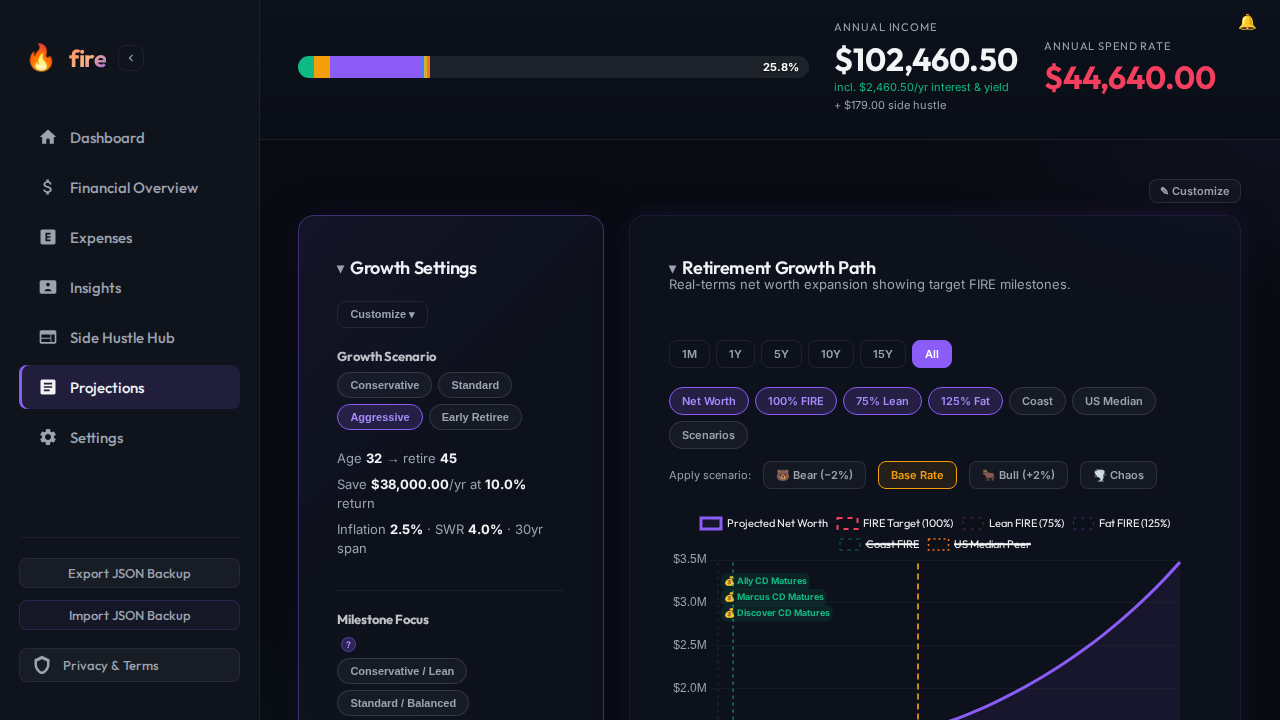 fire
Dashboard
Financial Overview
Expenses
Insights
Side Hustle Hub
Projections
Settings
Export JSON Backup
Import JSON Backup
Privacy & Terms
25.8%
ANNUAL INCOME
$102,460.50
incl. $2,460.50/yr interest & yield
+ $179.00 side hustle
ANNUAL SPEND RATE
$44,640.00
✎ Customize
▾ Growth Settings
Customize ▾
Growth Scenario
Conservative
Standard
Aggressive
Early Retiree
Age 32 → retire 45
Save $38,000.00/yr at 10.0%
return
Inflation 2.5% · SWR 4.0% · 30yr
span
Milestone Focus
?
Conservative / Lean
Standard / Balanced
▾ Retirement Growth Path
Real-terms net worth expansion showing target FIRE milestones.
1M
1Y
5Y
10Y
15Y
All
Net Worth
100% FIRE
75% Lean
125% Fat
Coast
US Median
Scenarios
Apply scenario:
🐻 Bear (−2%)
Base Rate
🐂 Bull (+2%)
🌪️ Chaos
Projected Net Worth
FIRE Target (100%)
Lean FIRE (75%)
Fat FIRE (125%)
Coast FIRE
US Median Peer
$3.5M
$3.0M
$2.5M
$2.0M
💰 Ally CD Matures
💰 Marcus CD Matures
💰 Discover CD Matures